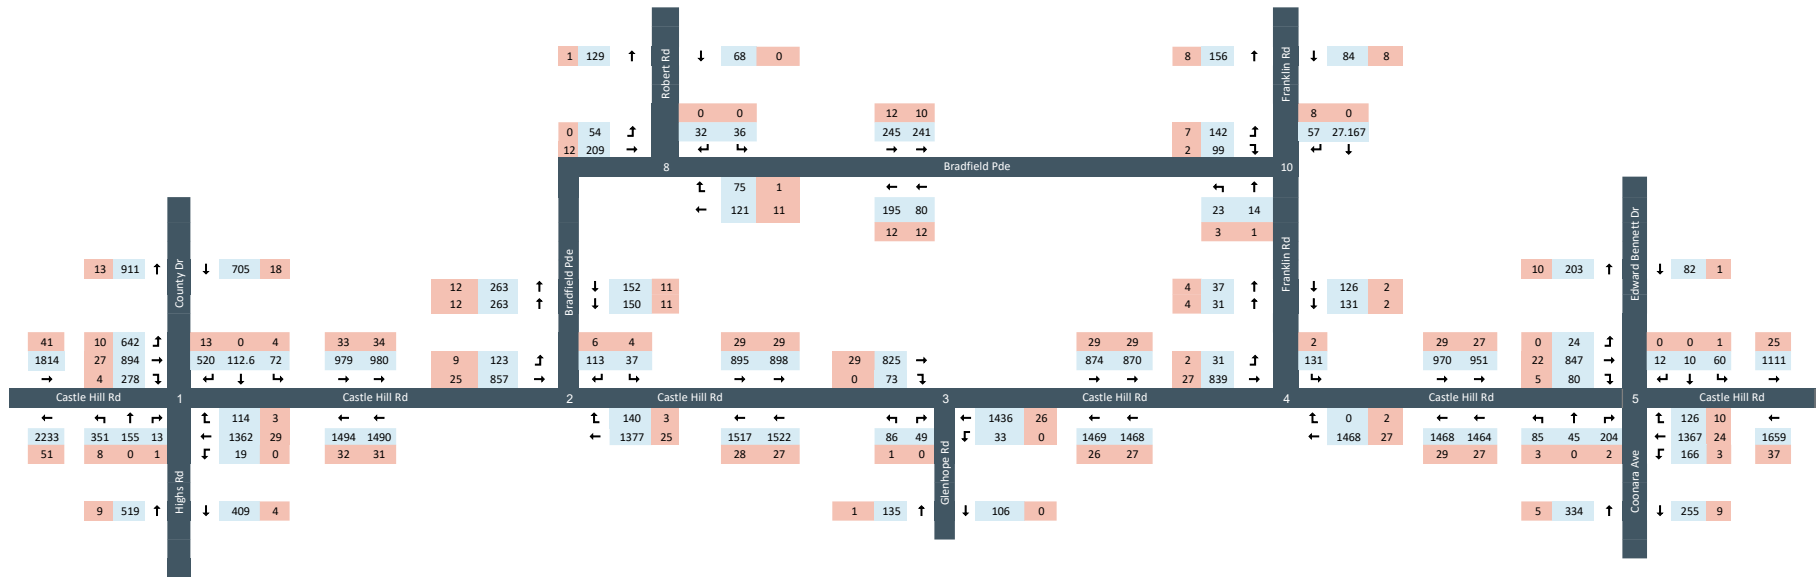 1 129 68 0
Robert Rd
8 156 84 8
Franklin Rd
0 0
12 10
8 0
0 54 32 36
245 241
7 142 57 27.167
12 209
2 99
8 Bradfield Pde 10
75 1
121 11
195 80
12 12
23 14
3 1
13 911 705 18
County Dr
12 263 152 11
12 263 150 11
Bradfield Pde
4 37 126 2
4 31 131 2
Franklin Rd
10 203 82 1
Edward Bennett Dr
41 10 642 13 0 4 33 34
1814 27 894 520 112.6 72 979 980
4 278
9 123 6 4 29 29
25 857 113 37 895 898
29 825
0 73
29 29 2 31 2 29 27
874 870 27 839 131 970 951
0 24 0 0 1 25
22 847 12 10 60 1111
5 80
Castle Hill Rd 1 Castle Hill Rd 2 Castle Hill Rd 3 Castle Hill Rd 4 Castle Hill Rd 5 Castle Hill Rd
2233 351 155 13
51 8 0 1
114 3
1362 29
19 0
1494 1490
32 31
140 3
1377 25
1517 1522
28 27
86 49
1 0
1436 26
33 0
1469 1468
26 27
0 2
1468 27
1468 1464
29 27
85 45 204
3 0 2
126 10
1367 24
166 3
1659
37
Highs Rd
9 519 409 4
Glenhope Rd
1 135 106 0
Coonara Ave
5 334 255 9